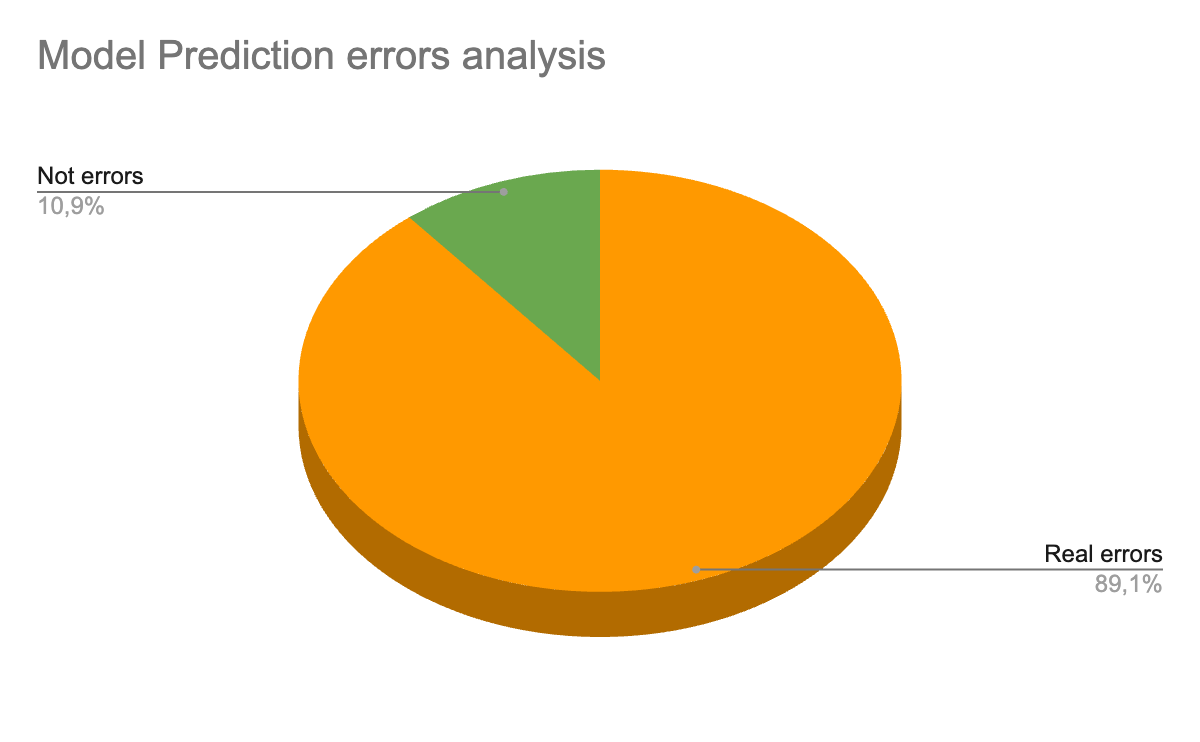 Model Prediction errors analysis
Not errors
10,9%
Real errors
89,1%